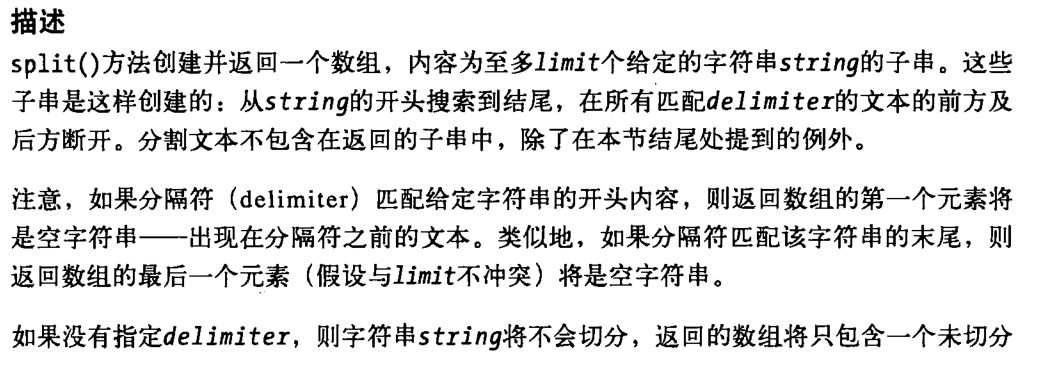 描述
split()方法创建并返回一个数组，内容为至多limit个给定的字符串string的子串。这些
子串是这样创建的：从string的开头搜索到结尾，在所有匹配delimiter的文本的前方及
后方断开。分割文本不包含在返回的子串中，除了在本节结尾处提到的例外。
注意，如果分隔符（delimiter）匹配给定字符串的开头内容，则返回数组的第一个元素将
是空字符串——出现在分隔符之前的文本。类似地，如果分隔符匹配该字符串的末尾，则
返回数组的最后一个元素（假设与limit不冲突）将是空字符串。
如果没有指定delimiter，则字符串string将不会切分，返回的数组将只包含一个未切分